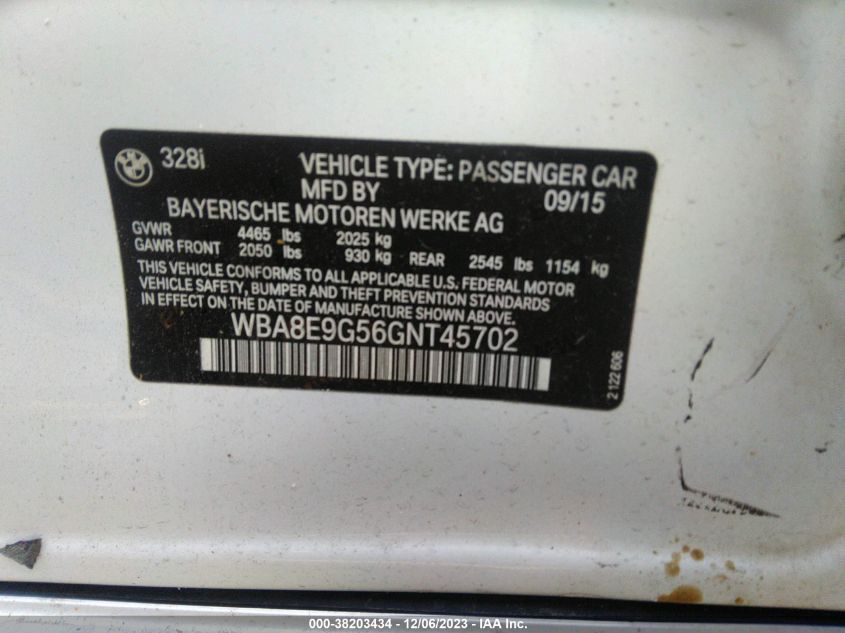 328i
VEHICLE TYPE: PASSENGER CAR
MFD BY 09/15
BAYERISCHE MOTOREN WERKE AG
GVWR 4465 lbs 2025 kg
GAWR FRONT 2050 lbs 930 kg REAR 2545 lbs 1154 kg
THIS VEHICLE CONFORMS TO ALL APPLICABLE U.S. FEDERAL MOTOR
VEHICLE SAFETY, BUMPER AND THEFT PREVENTION STANDARDS
IN EFFECT ON THE DATE OF MANUFACTURE SHOWN ABOVE.
WBA8E9G56GNT45702
2 122 606
000-38203434 - 12/06/2023 - IAA Inc.